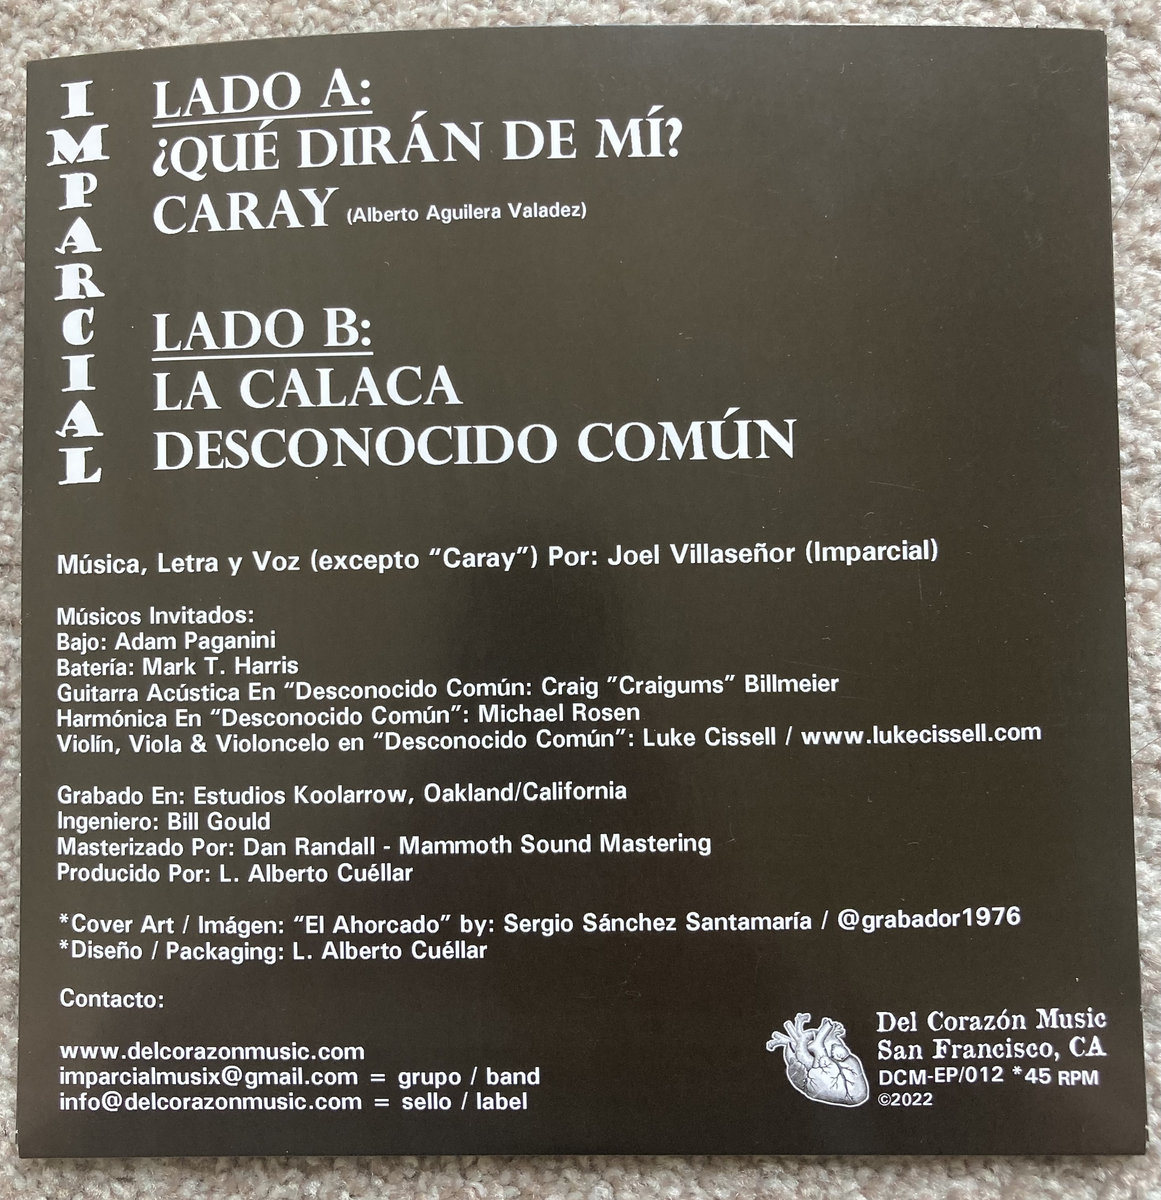 IMPARCIAL
LADO A:
¿QUÉ DIRÁN DE MÍ?
CARAY (Alberto Aguilera Valadez)
LADO B:
LA CALACA
DESCONOCIDO COMÚN
Música, Letra y Voz (excepto “Caray”) Por: Joel Villaseñor (Imparcial)
Músicos Invitados:
Bajo: Adam Paganini
Batería: Mark T. Harris
Guitarra Acústica En “Desconocido Común: Craig ”Craigums” Billmeier
Harmónica En “Desconocido Común”: Michael Rosen
Violín, Viola & Violoncelo en “Desconocido Común”: Luke Cissell / www.lukecissell.com
Grabado En: Estudios Koolarrow, Oakland/California
Ingeniero: Bill Gould
Masterizado Por: Dan Randall - Mammoth Sound Mastering
Producido Por: L. Alberto Cuéllar
*Cover Art / Imágen: “El Ahorcado” by: Sergio Sánchez Santamaría / @grabador1976
*Diseño / Packaging: L. Alberto Cuéllar
Contacto:
www.delcorazonmusic.com
imparcialmusix@gmail.com = grupo / band
info@delcorazonmusic.com = sello / label
Del Corazón Music
San Francisco, CA
DCM-EP/012 *45 RPM
©2022